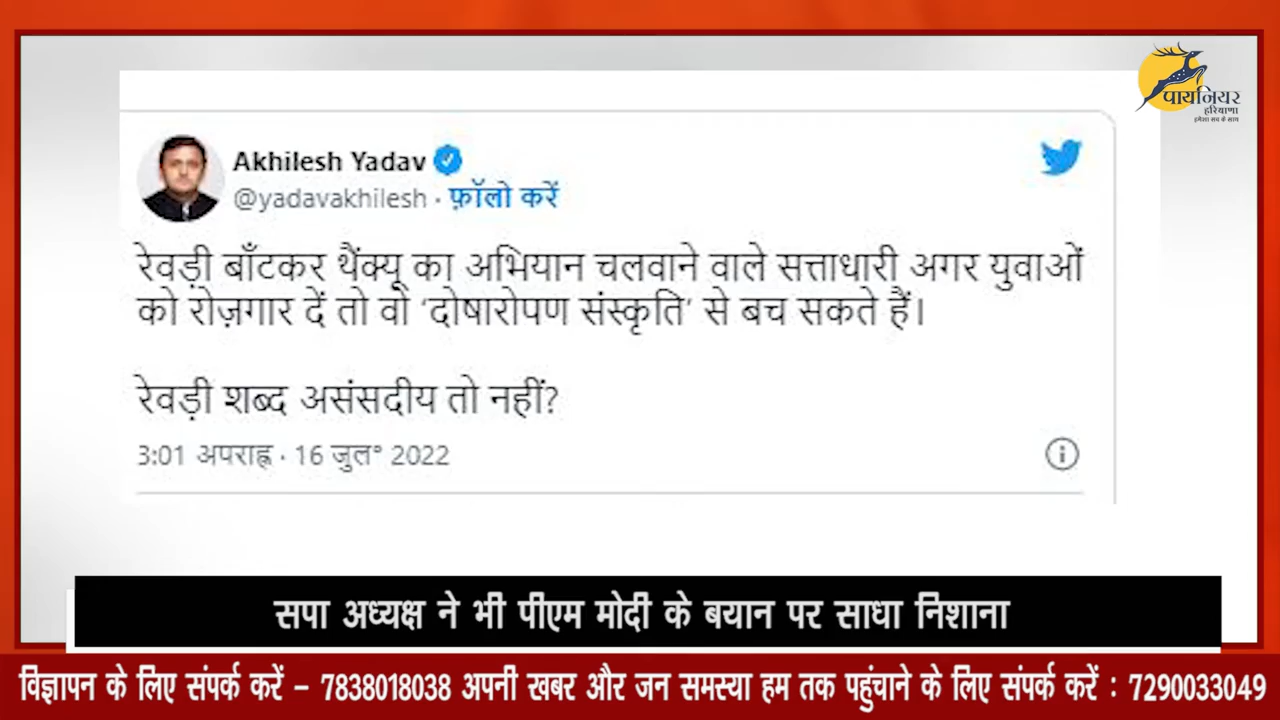 पायनियर
हरियाणा
हमेशा सच के साथ
Akhilesh Yadav
@yadavakhilesh · फ़ॉलो करें
रेवड़ी बाँटकर थैंक्यू का अभियान चलवाने वाले सत्ताधारी अगर युवाओं
को रोज़गार दें तो वो ‘दोषारोपण संस्कृति’ से बच सकते हैं।
रेवड़ी शब्द असंसदीय तो नहीं?
3:01 अपराह्न · 16 जुल॰ 2022
सपा अध्यक्ष ने भी पीएम मोदी के बयान पर साधा निशाना
विज्ञापन के लिए संपर्क करें – 7838018038 अपनी खबर और जन समस्या हम तक पहुंचाने के लिए संपर्क करें : 7290033049